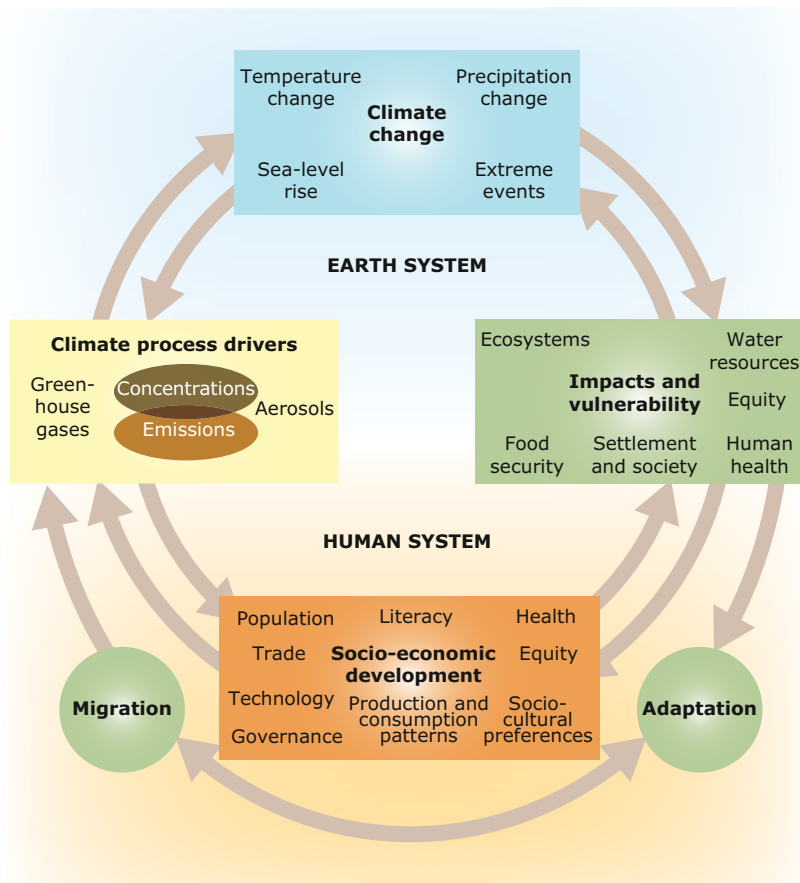 Temperature
change
Precipitation
change
Climate
change
Sea-level
rise
Extreme
events
EARTH SYSTEM
Climate process drivers
Green-
house
gases
Concentrations
Emissions
Aerosols
Ecosystems
Water
resources
Impacts and
vulnerability
Equity
Food
security
Settlement
and society
Human
health
HUMAN SYSTEM
Population
Literacy
Health
Trade
Socio-economic
development
Equity
Technology
Production and
consumption
patterns
Socio-
cultural
preferences
Governance
Migration
Adaptation